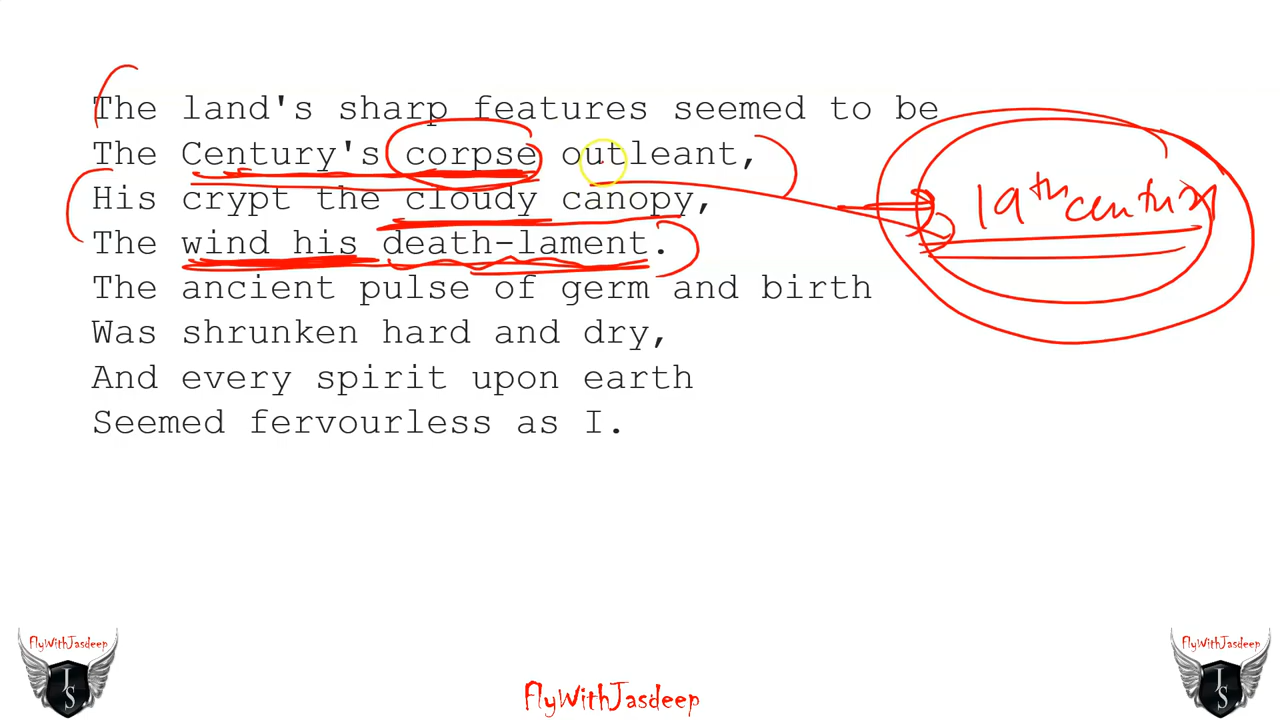 The land's sharp features seemed to be
The Century's corpse outleant,
His crypt the cloudy canopy,
The wind his death-lament.
The ancient pulse of germ and birth
Was shrunken hard and dry,
And every spirit upon earth
Seemed fervourless as I.
19th century
FlyWithJasdeep
JS
FlyWithJasdeep
FlyWithJasdeep
JS